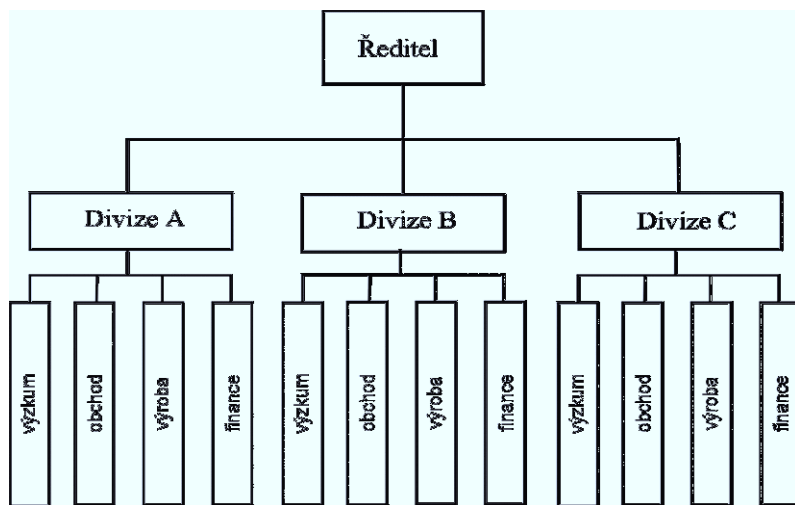 Ředitel
Divize A
Divize B
Divize C
výzkum
obchod
výroba
finance
výzkum
obchod
výroba
finance
výzkum
obchod
výroba
finance